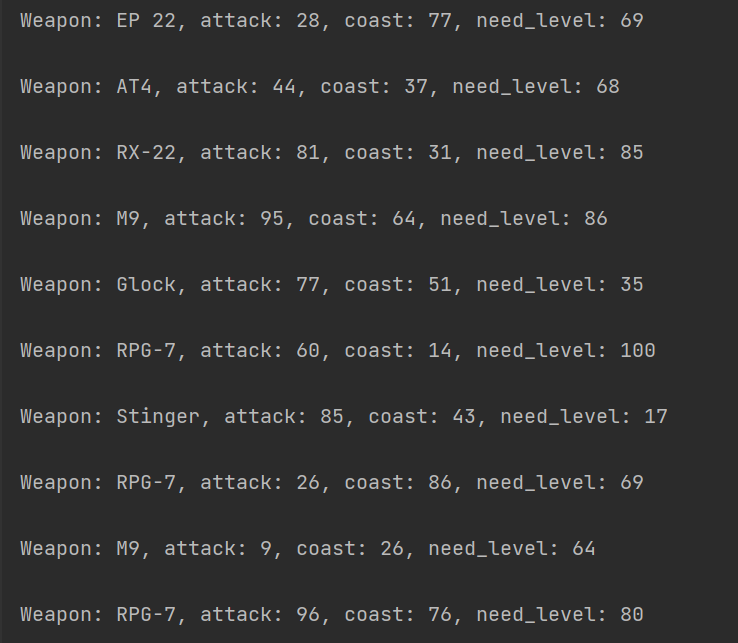 Weapon: EP 22, attack: 28, coast: 77, need_level: 69
Weapon: AT4, attack: 44, coast: 37, need_level: 68
Weapon: RX-22, attack: 81, coast: 31, need_level: 85
Weapon: M9, attack: 95, coast: 64, need_level: 86
Weapon: Glock, attack: 77, coast: 51, need_level: 35
Weapon: RPG-7, attack: 60, coast: 14, need_level: 100
Weapon: Stinger, attack: 85, coast: 43, need_level: 17
Weapon: RPG-7, attack: 26, coast: 86, need_level: 69
Weapon: M9, attack: 9, coast: 26, need_level: 64
Weapon: RPG-7, attack: 96, coast: 76, need_level: 80